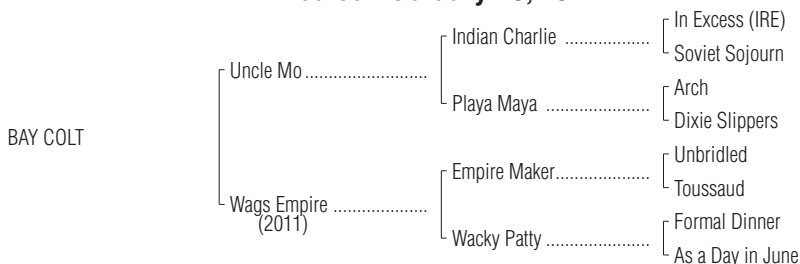 In Excess (IRE)
Indian Charlie ..................
Soviet Sojourn
Uncle Mo ..........................
Arch
Playa Maya ......................
Dixie Slippers
BAY COLT
Unbridled
Empire Maker....................
Toussaud
Wags Empire ....................
(2011)
Formal Dinner
Wacky Patty ......................
As a Day in June